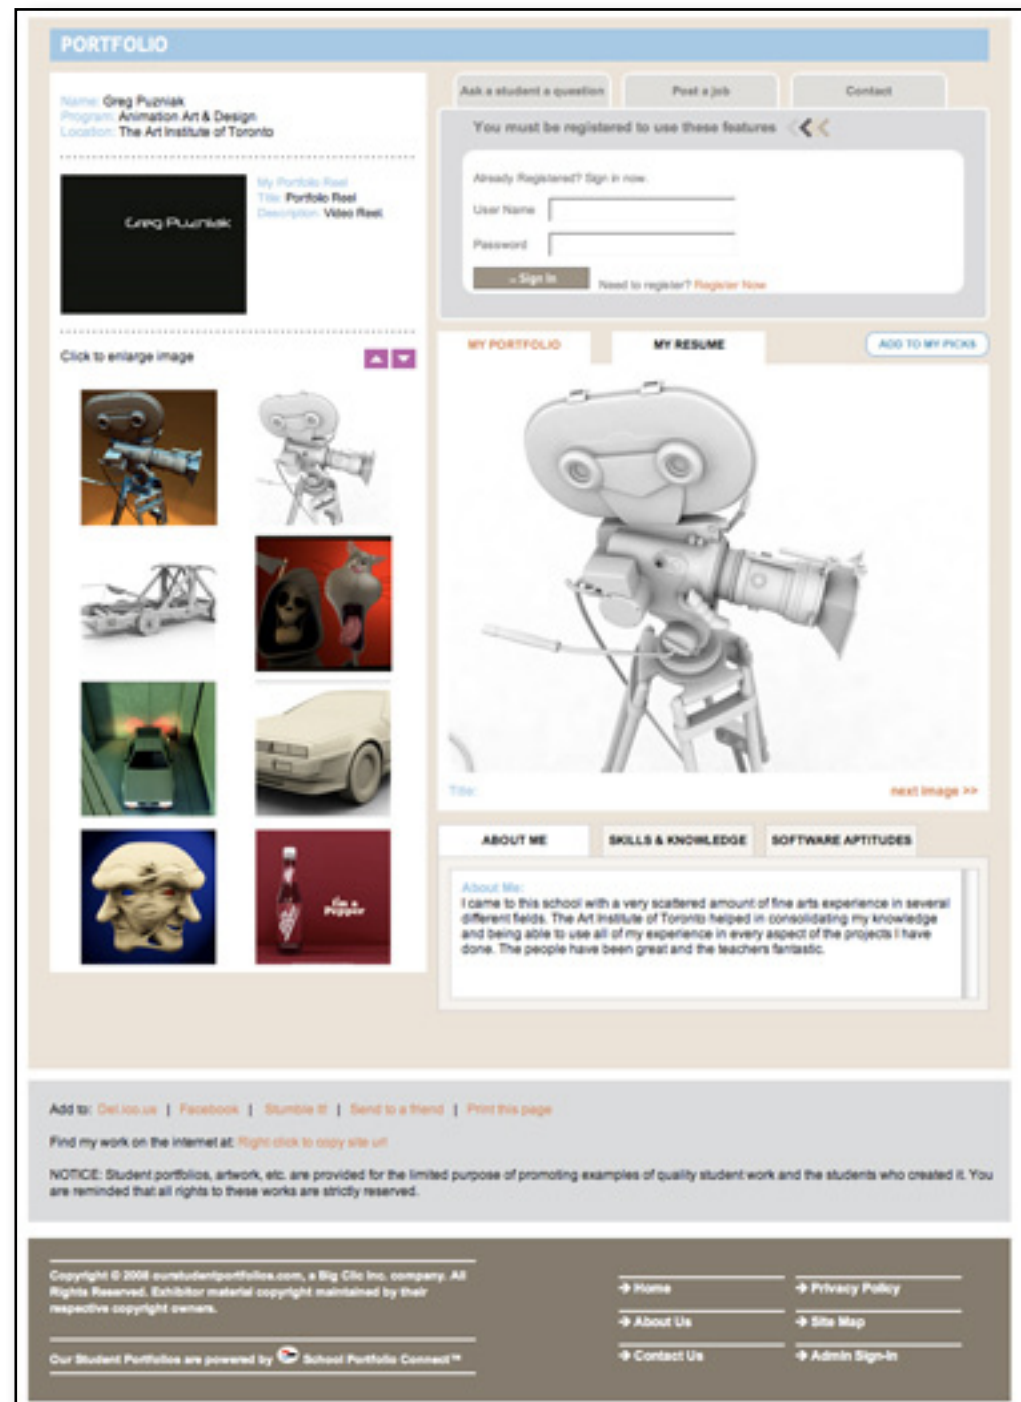 PORTFOLIO
Name: Greg Puzniak
Program: Animation Art & Design
Location: The Art Institute of Toronto
Greg Puzniak
My Portfolio Reel
Title: Portfolio Reel
Description: Video Reel
Click to enlarge image
I'm a
Pepper
Ask a student a question
Post a job
Contact
You must be registered to use these features
Already Registered? Sign in now.
User Name
Password
Sign In
Need to register? Register Now
MY PORTFOLIO
MY RESUME
ADD TO MY PICKS
Title:
next image >>
ABOUT ME
SKILLS & KNOWLEDGE
SOFTWARE APTITUDES
About Me:
I came to this school with a very scattered amount of fine arts experience in several
different fields. The Art Institute of Toronto helped in consolidating my knowledge
and being able to use all of my experience in every aspect of the projects I have
done. The people have been great and the teachers fantastic.
Add to: Del.ico.us | Facebook | Stumble It! | Send to a friend | Print this page
Find my work on the internet at: Right click to copy site url
NOTICE: Student portfolios, artwork, etc. are provided for the limited purpose of promoting examples of quality student work and the students who created it. You
are reminded that all rights to these works are strictly reserved.
Copyright © 2008 ourstudentportfolios.com, a Big Clic Inc. company. All
Rights Reserved. Exhibitor material copyright maintained by their
respective copyright owners.
Our Student Portfolios are powered by School Portfolio Connect™
Home
Privacy Policy
About Us
Site Map
Contact Us
Admin Sign-in